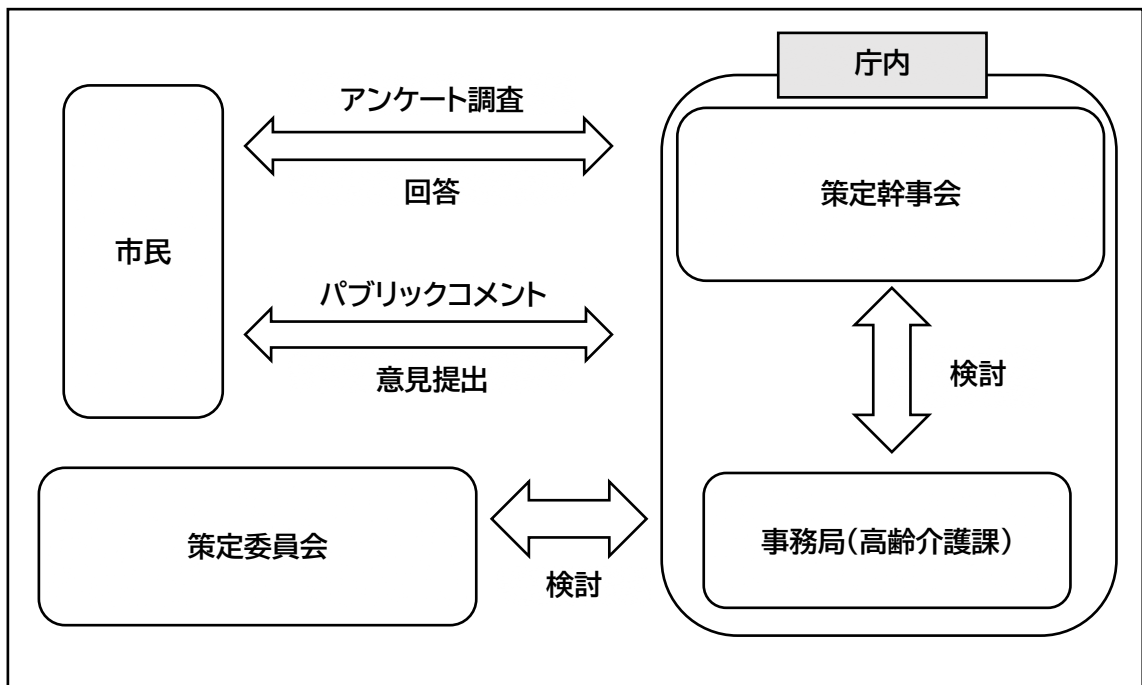 庁内
アンケート調査
策定幹事会
回答
市民
パブリックコメント
意見提出
検討
策定委員会
事務局（高齢介護課）
検討